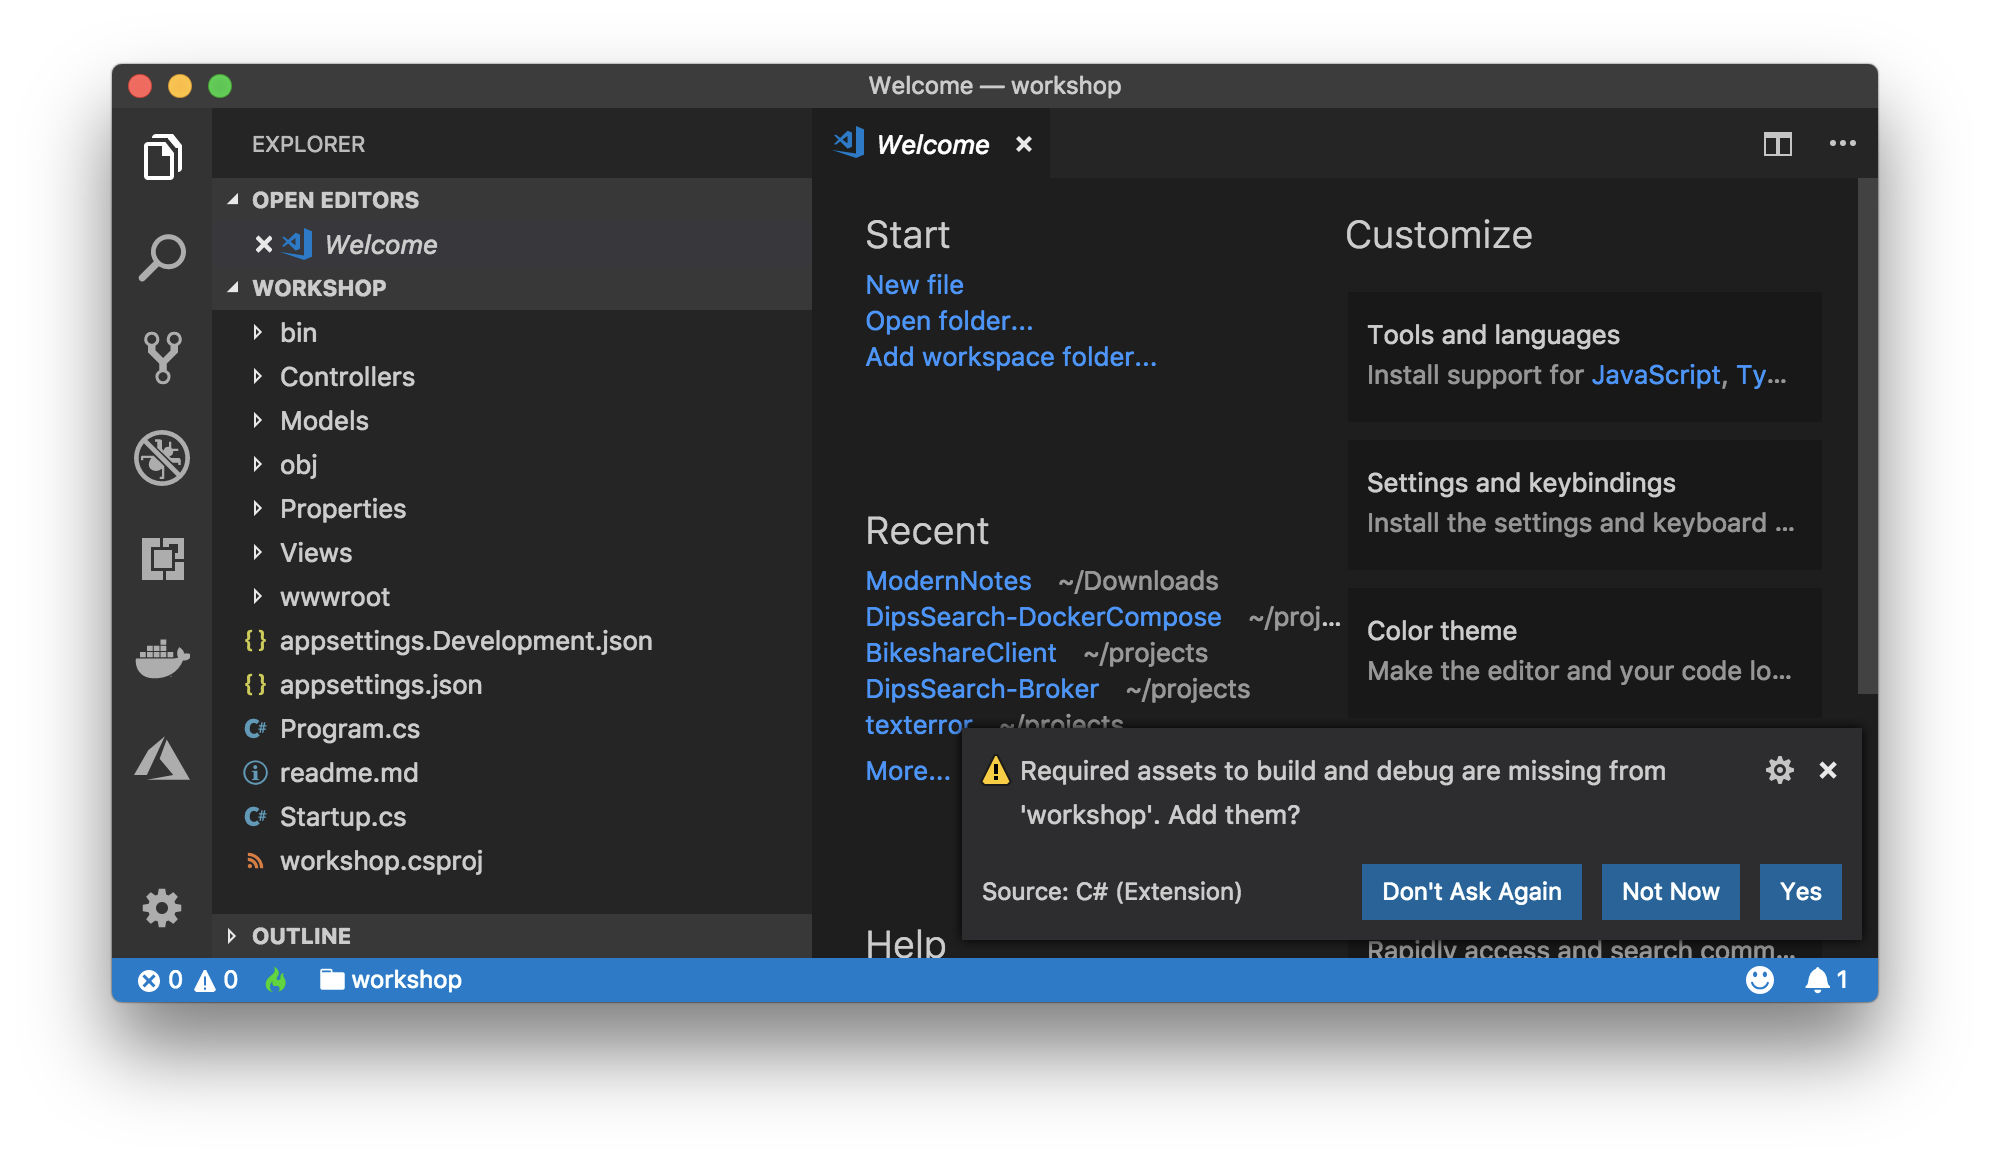 Welcome — workshop
EXPLORER
OPEN EDITORS
Welcome
WORKSHOP
bin
Controllers
Models
obj
Properties
Views
wwwroot
{} appsettings.Development.json
{} appsettings.json
C# Program.cs
readme.md
C# Startup.cs
workshop.csproj
OUTLINE
Welcome
Start
New file
Open folder...
Add workspace folder...
Recent
ModernNotes ~/Downloads
DipsSearch-DockerCompose ~/proj...
BikeshareClient ~/projects
DipsSearch-Broker ~/projects
texterror ~/projects
More...
Help
Customize
Tools and languages
Install support for JavaScript, Ty...
Settings and keybindings
Install the settings and keyboard ...
Color theme
Make the editor and your code lo...
Rapidly access and search comm...
Required assets to build and debug are missing from
'workshop'. Add them?
Source: C# (Extension)
Don't Ask Again
Not Now
Yes
0 0 workshop 1